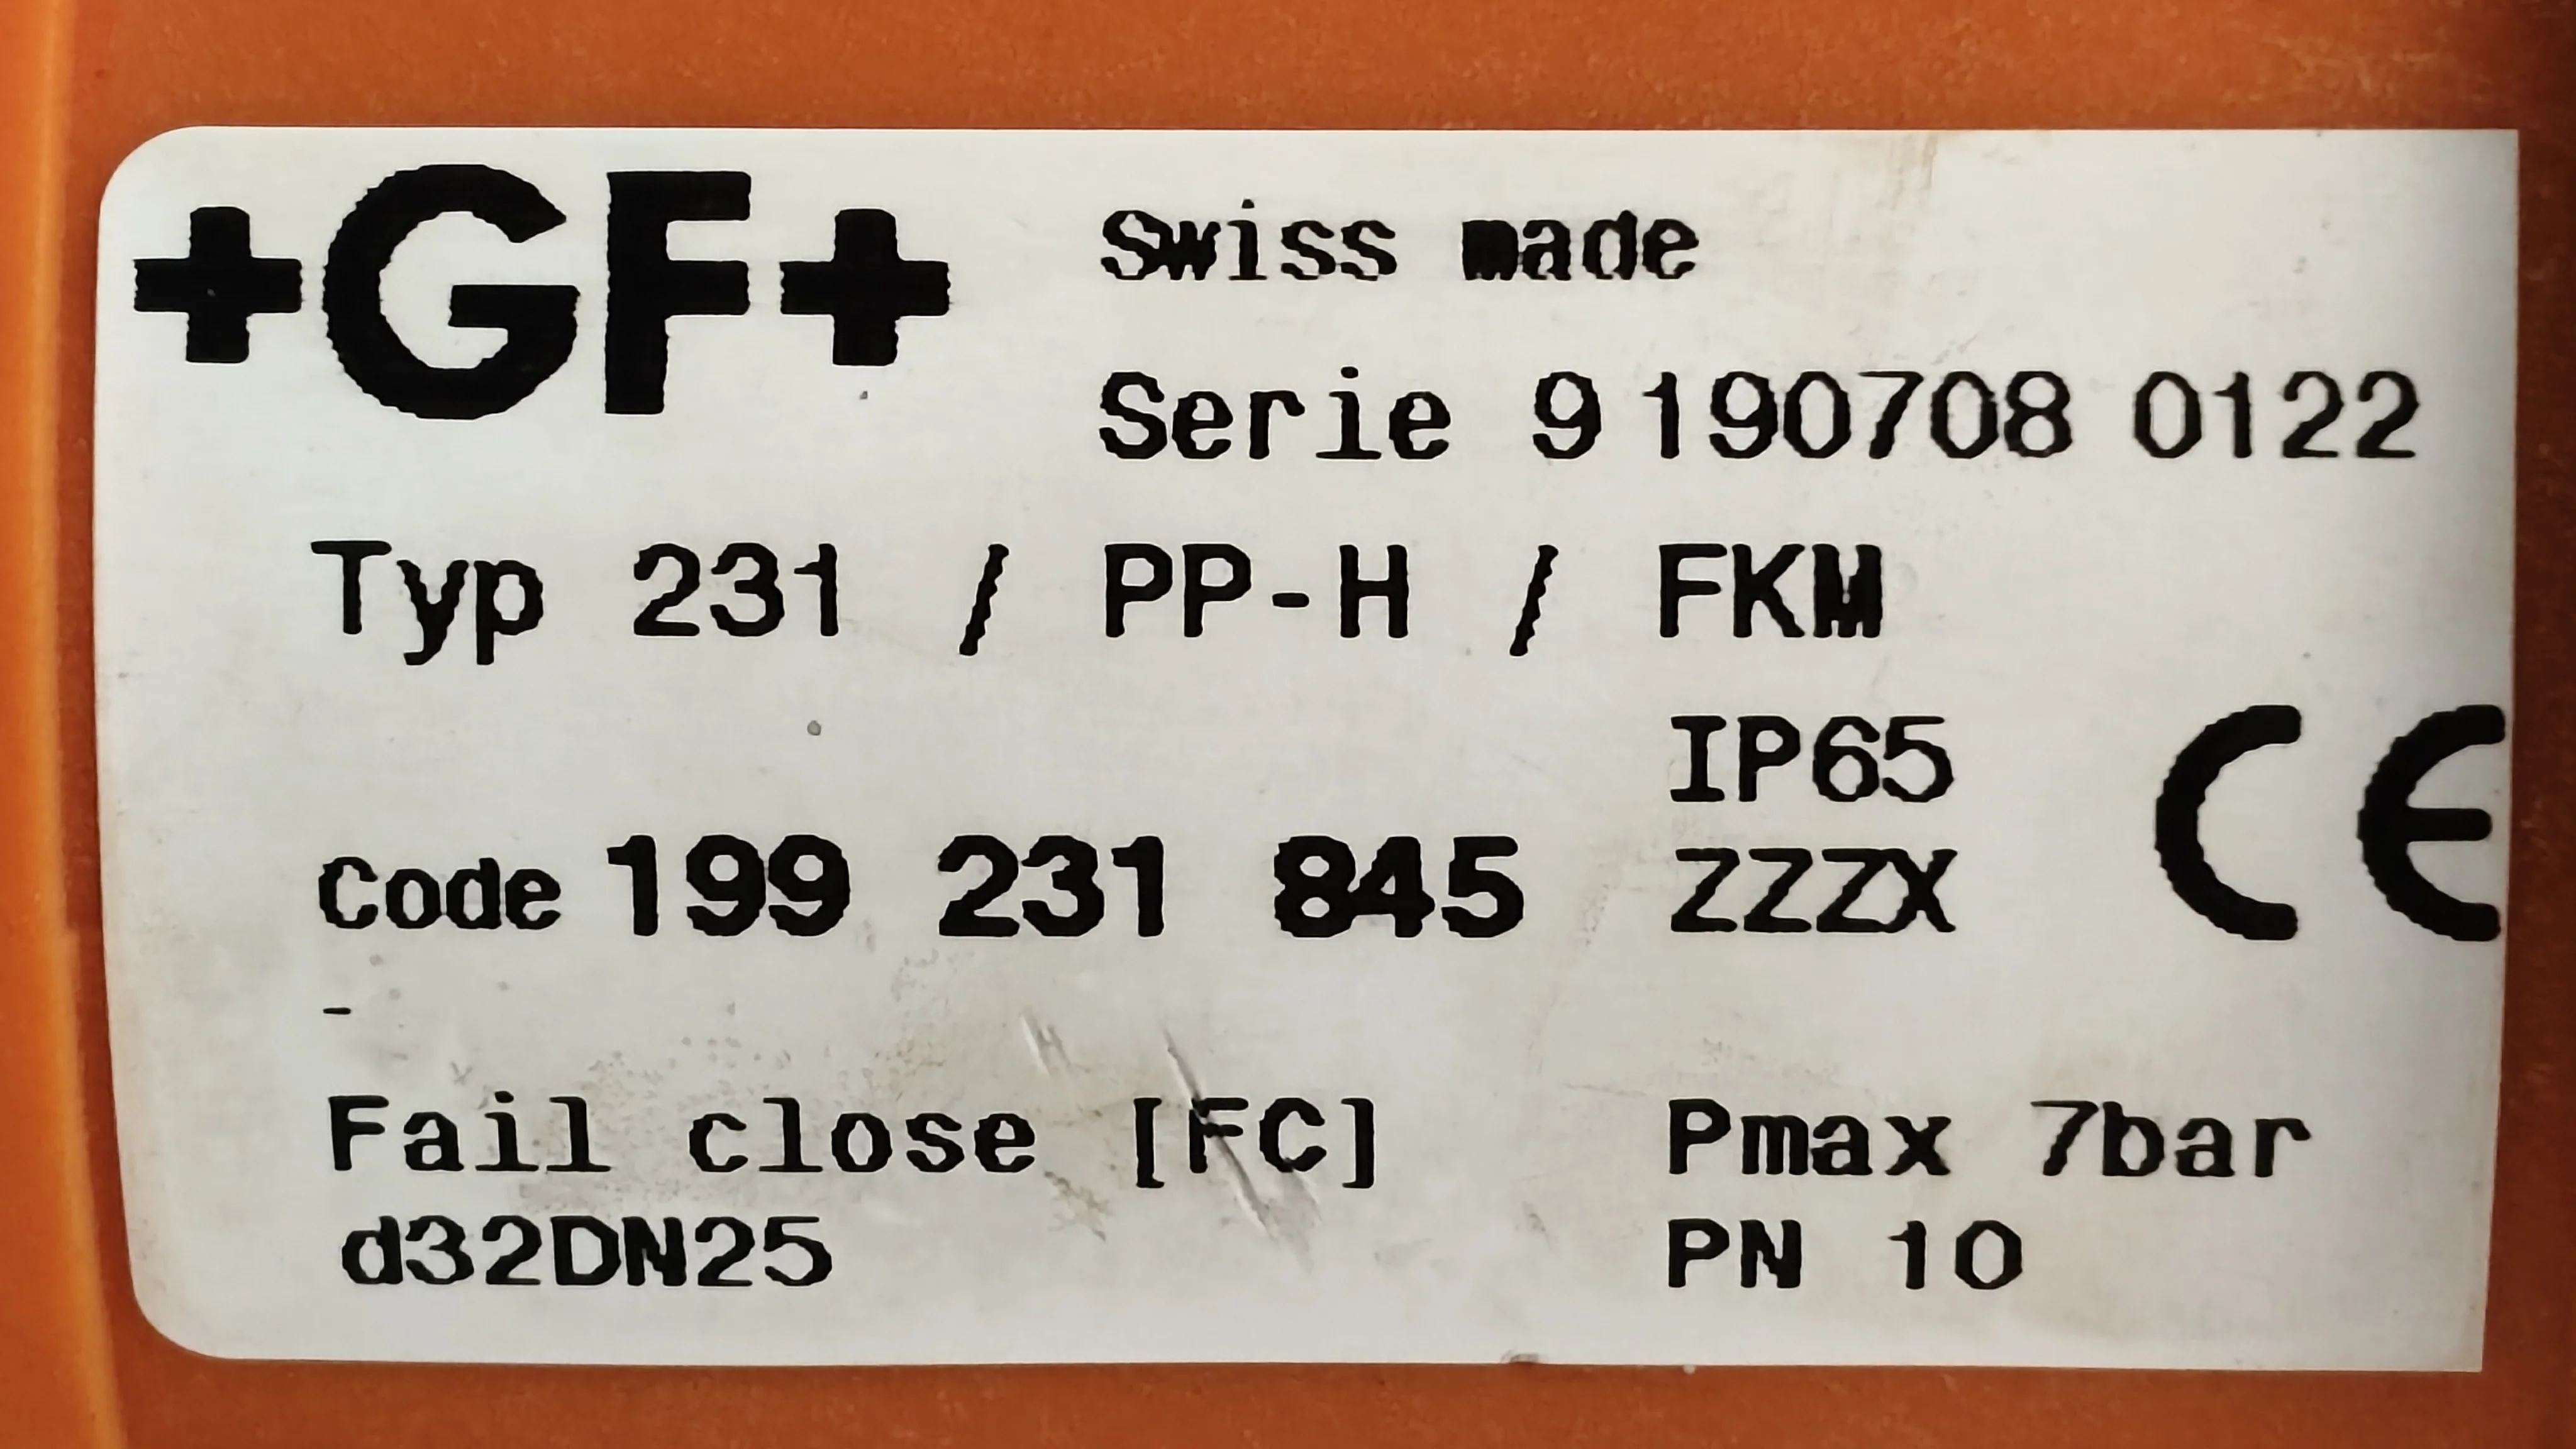 +GF+ Swiss made
Serie 9 190708 0122
Typ 231 / PP-H / FKM
IP65
Code 199 231 845 ZZZX CE
-
Fail close [FC] Pmax 7bar
d32DN25 PN 10